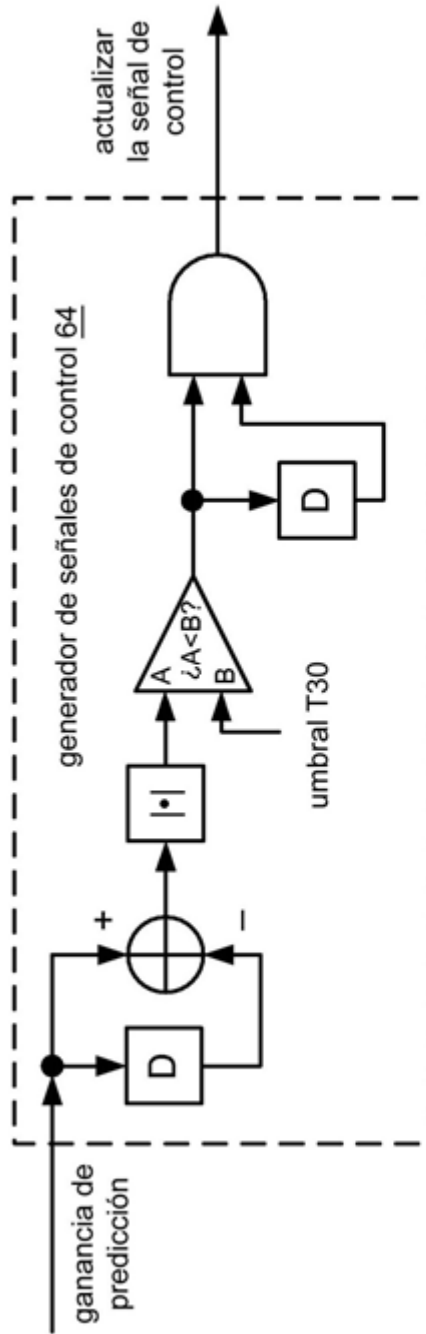 ganancia de
predicción
D
+
−
|•|
generador de señales de control 64
A
¿A<B?
B
umbral T30
D
actualizar
la señal de
control